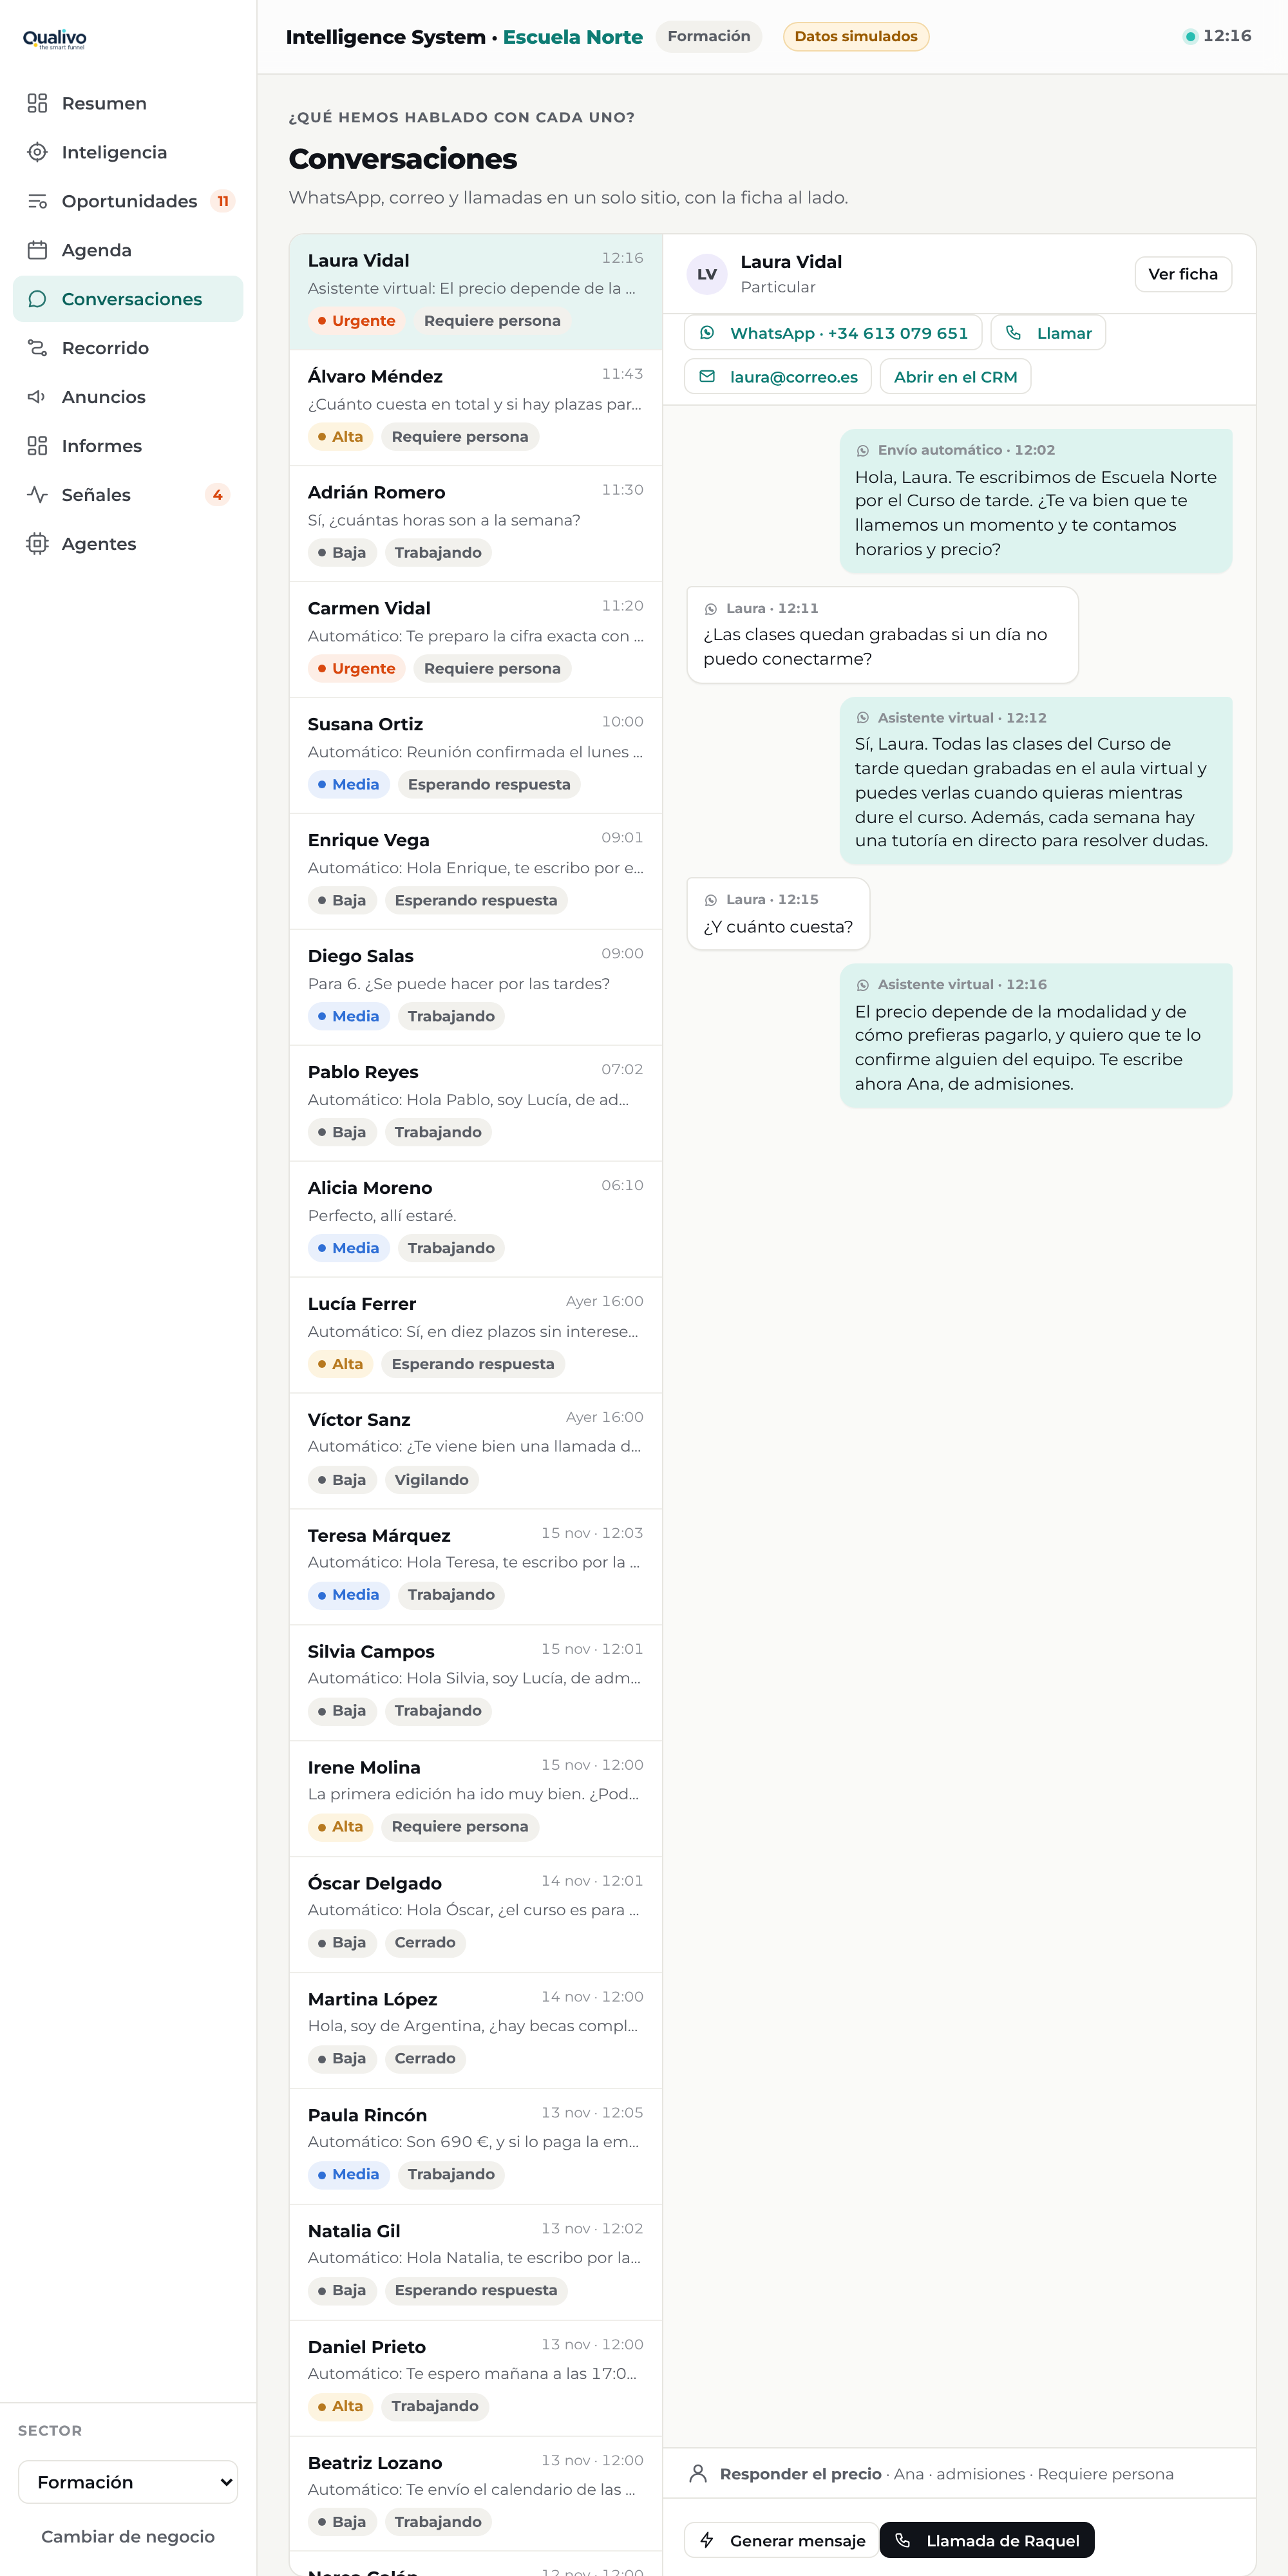 Qualivo
the smart funnel
Resumen
Inteligencia
Oportunidades 11
Agenda
Conversaciones
Recorrido
Anuncios
Informes
Señales 4
Agentes
SECTOR
Formación
Cambiar de negocio
Intelligence System · Escuela Norte Formación Datos simulados 12:16
¿QUÉ HEMOS HABLADO CON CADA UNO?
Conversaciones
WhatsApp, correo y llamadas en un solo sitio, con la ficha al lado.
Laura Vidal 12:16
Asistente virtual: El precio depende de la ...
Urgente Requiere persona
Álvaro Méndez 11:43
¿Cuánto cuesta en total y si hay plazas par...
Alta Requiere persona
Adrián Romero 11:30
Sí, ¿cuántas horas son a la semana?
Baja Trabajando
Carmen Vidal 11:20
Automático: Te preparo la cifra exacta con ...
Urgente Requiere persona
Susana Ortiz 10:00
Automático: Reunión confirmada el lunes ...
Media Esperando respuesta
Enrique Vega 09:01
Automático: Hola Enrique, te escribo por e...
Baja Esperando respuesta
Diego Salas 09:00
Para 6. ¿Se puede hacer por las tardes?
Media Trabajando
Pablo Reyes 07:02
Automático: Hola Pablo, soy Lucía, de ad...
Baja Trabajando
Alicia Moreno 06:10
Perfecto, allí estaré.
Media Trabajando
Lucía Ferrer Ayer 16:00
Automático: Sí, en diez plazos sin interese...
Alta Esperando respuesta
Víctor Sanz Ayer 16:00
Automático: ¿Te viene bien una llamada d...
Baja Vigilando
Teresa Márquez 15 nov · 12:03
Automático: Hola Teresa, te escribo por la ...
Media Trabajando
Silvia Campos 15 nov · 12:01
Automático: Hola Silvia, soy Lucía, de adm...
Baja Trabajando
Irene Molina 15 nov · 12:00
La primera edición ha ido muy bien. ¿Pod...
Alta Requiere persona
Óscar Delgado 14 nov · 12:01
Automático: Hola Óscar, ¿el curso es para ...
Baja Cerrado
Martina López 14 nov · 12:00
Hola, soy de Argentina, ¿hay becas compl...
Baja Cerrado
Paula Rincón 13 nov · 12:05
Automático: Son 690 €, y si lo paga la em...
Media Trabajando
Natalia Gil 13 nov · 12:02
Automático: Hola Natalia, te escribo por la...
Baja Esperando respuesta
Daniel Prieto 13 nov · 12:00
Automático: Te espero mañana a las 17:0...
Alta Trabajando
Beatriz Lozano 13 nov · 12:00
Automático: Te envío el calendario de las ...
Baja Trabajando
LV Laura Vidal
Particular
Ver ficha
WhatsApp · +34 613 079 651 Llamar
laura@correo.es Abrir en el CRM
Envío automático · 12:02
Hola, Laura. Te escribimos de Escuela Norte
por el Curso de tarde. ¿Te va bien que te
llamemos un momento y te contamos
horarios y precio?
Laura · 12:11
¿Las clases quedan grabadas si un día no
puedo conectarme?
Asistente virtual · 12:12
Sí, Laura. Todas las clases del Curso de
tarde quedan grabadas en el aula virtual y
puedes verlas cuando quieras mientras
dure el curso. Además, cada semana hay
una tutoría en directo para resolver dudas.
Laura · 12:15
¿Y cuánto cuesta?
Asistente virtual · 12:16
El precio depende de la modalidad y de
cómo prefieras pagarlo, y quiero que te lo
confirme alguien del equipo. Te escribe
ahora Ana, de admisiones.
Responder el precio · Ana · admisiones · Requiere persona
Generar mensaje Llamada de Raquel